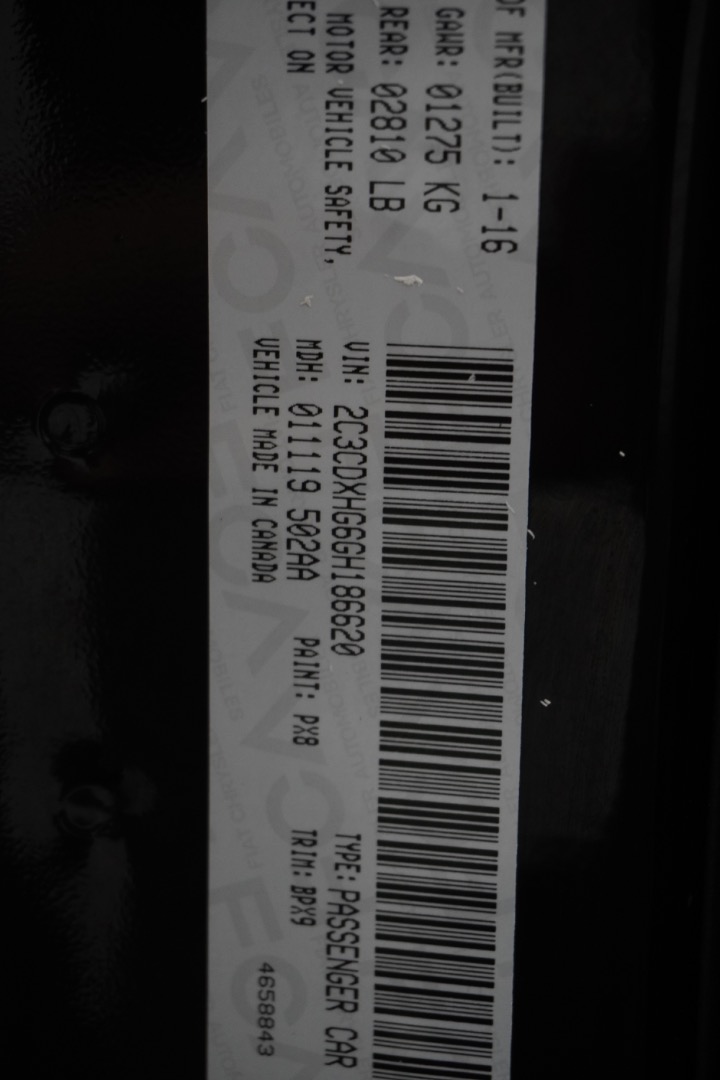 OF MFR(BUILT): 1-16
GAWR: 01275 KG
REAR: 02810 LB
MOTOR VEHICLE SAFETY,
ECT ON
VIN: 2C3CDXHG6GH186620 TYPE: PASSENGER CAR
MDH: 011119 502AA PAINT: PX8 TRIM: BPX9
VEHICLE MADE IN CANADA 4658843